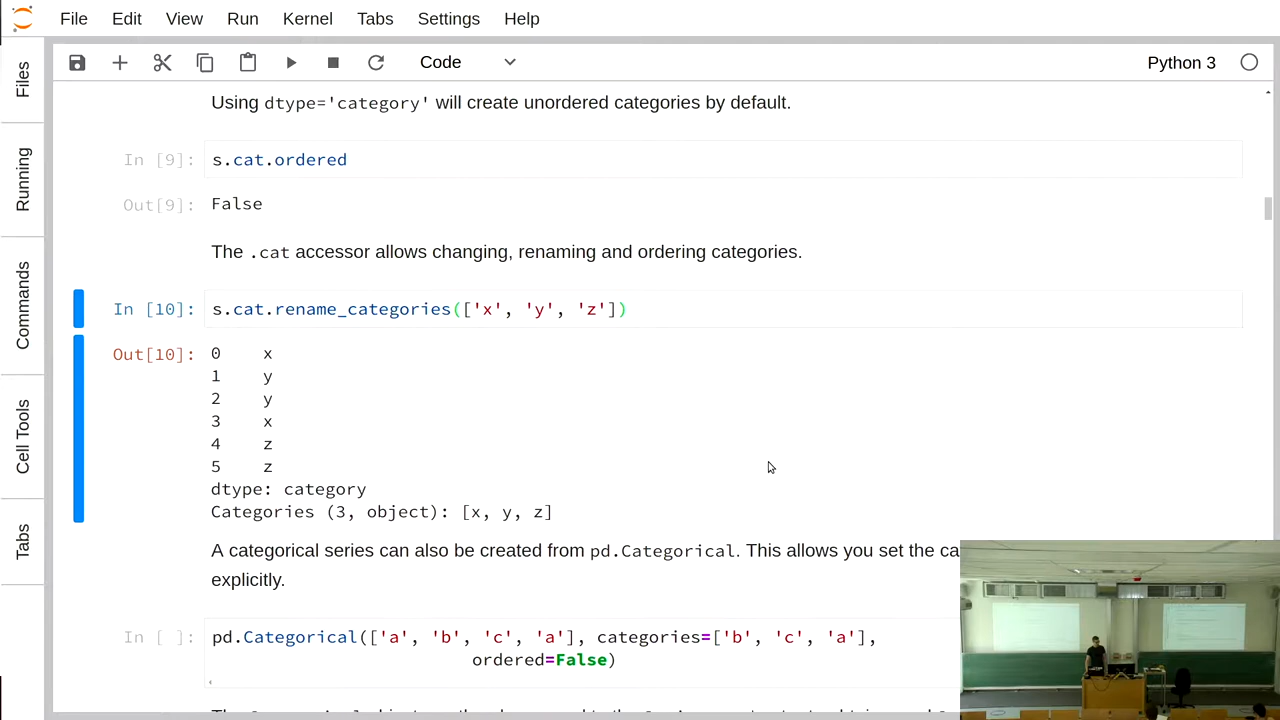 File Edit View Run Kernel Tabs Settings Help
Code
Python 3
Files
Running
Commands
Cell Tools
Tabs
Using dtype='category' will create unordered categories by default.
In [9]: s.cat.ordered
Out[9]: False
The .cat accessor allows changing, renaming and ordering categories.
In [10]: s.cat.rename_categories(['x', 'y', 'z'])
Out[10]: 0 x
1 y
2 y
3 x
4 z
5 z
dtype: category
Categories (3, object): [x, y, z]
A categorical series can also be created from pd.Categorical. This allows you set the ca
explicitly.
In [ ]: pd.Categorical(['a', 'b', 'c', 'a'], categories=['b', 'c', 'a'],
ordered=False)